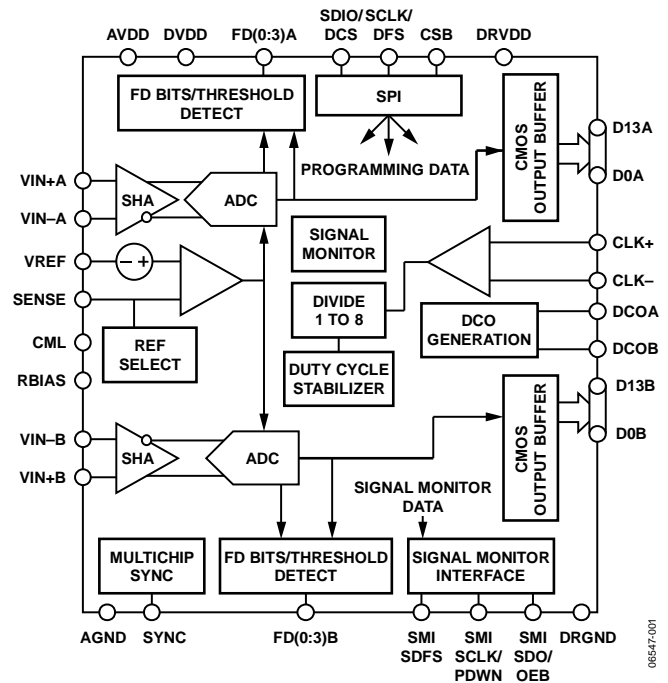 AVDD DVDD FD(0:3)A SDIO/ SCLK/
DCS DFS CSB DRVDD
FD BITS/THRESHOLD
DETECT
SPI
PROGRAMMING DATA
CMOS
OUTPUT BUFFER
D13A
D0A
VIN+A
VIN–A
SHA
ADC
VREF
– +
SENSE
REF
SELECT
CML
RBIAS
SIGNAL
MONITOR
DIVIDE
1 TO 8
DUTY CYCLE
STABILIZER
CLK+
CLK–
DCO
GENERATION
DCOA
DCOB
D13B
D0B
CMOS
OUTPUT BUFFER
VIN–B
VIN+B
SHA
ADC
SIGNAL MONITOR
DATA
MULTICHIP
SYNC
FD BITS/THRESHOLD
DETECT
SIGNAL MONITOR
INTERFACE
AGND SYNC FD(0:3)B
SMI
SDFS
SMI
SCLK/
PDWN
SMI
SDO/
OEB
DRGND
06547-001